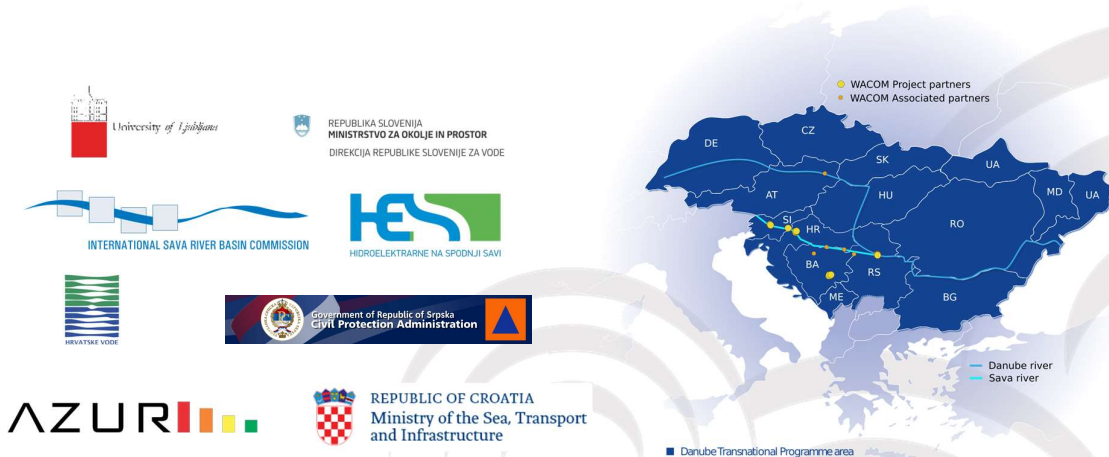 University of Ljubljana
REPUBLIKA SLOVENIJA
MINISTRSTVO ZA OKOLJE IN PROSTOR
DIREKCIJA REPUBLIKE SLOVENIJE ZA VODE
INTERNATIONAL SAVA RIVER BASIN COMMISSION
HESS
HIDROELEKTRARNE NA SPODNJI SAVI
HRVATSKE VODE
Government of Republic of Srpska
Civil Protection Administration
AZUR
REPUBLIC OF CROATIA
Ministry of the Sea, Transport
and Infrastructure
WACOM Project partners
WACOM Associated partners
DE
CZ
SK
UA
AT
HU
MD
UA
SI
HR
RO
BA
RS
ME
BG
Danube river
Sava river
Danube Transnational Programme area